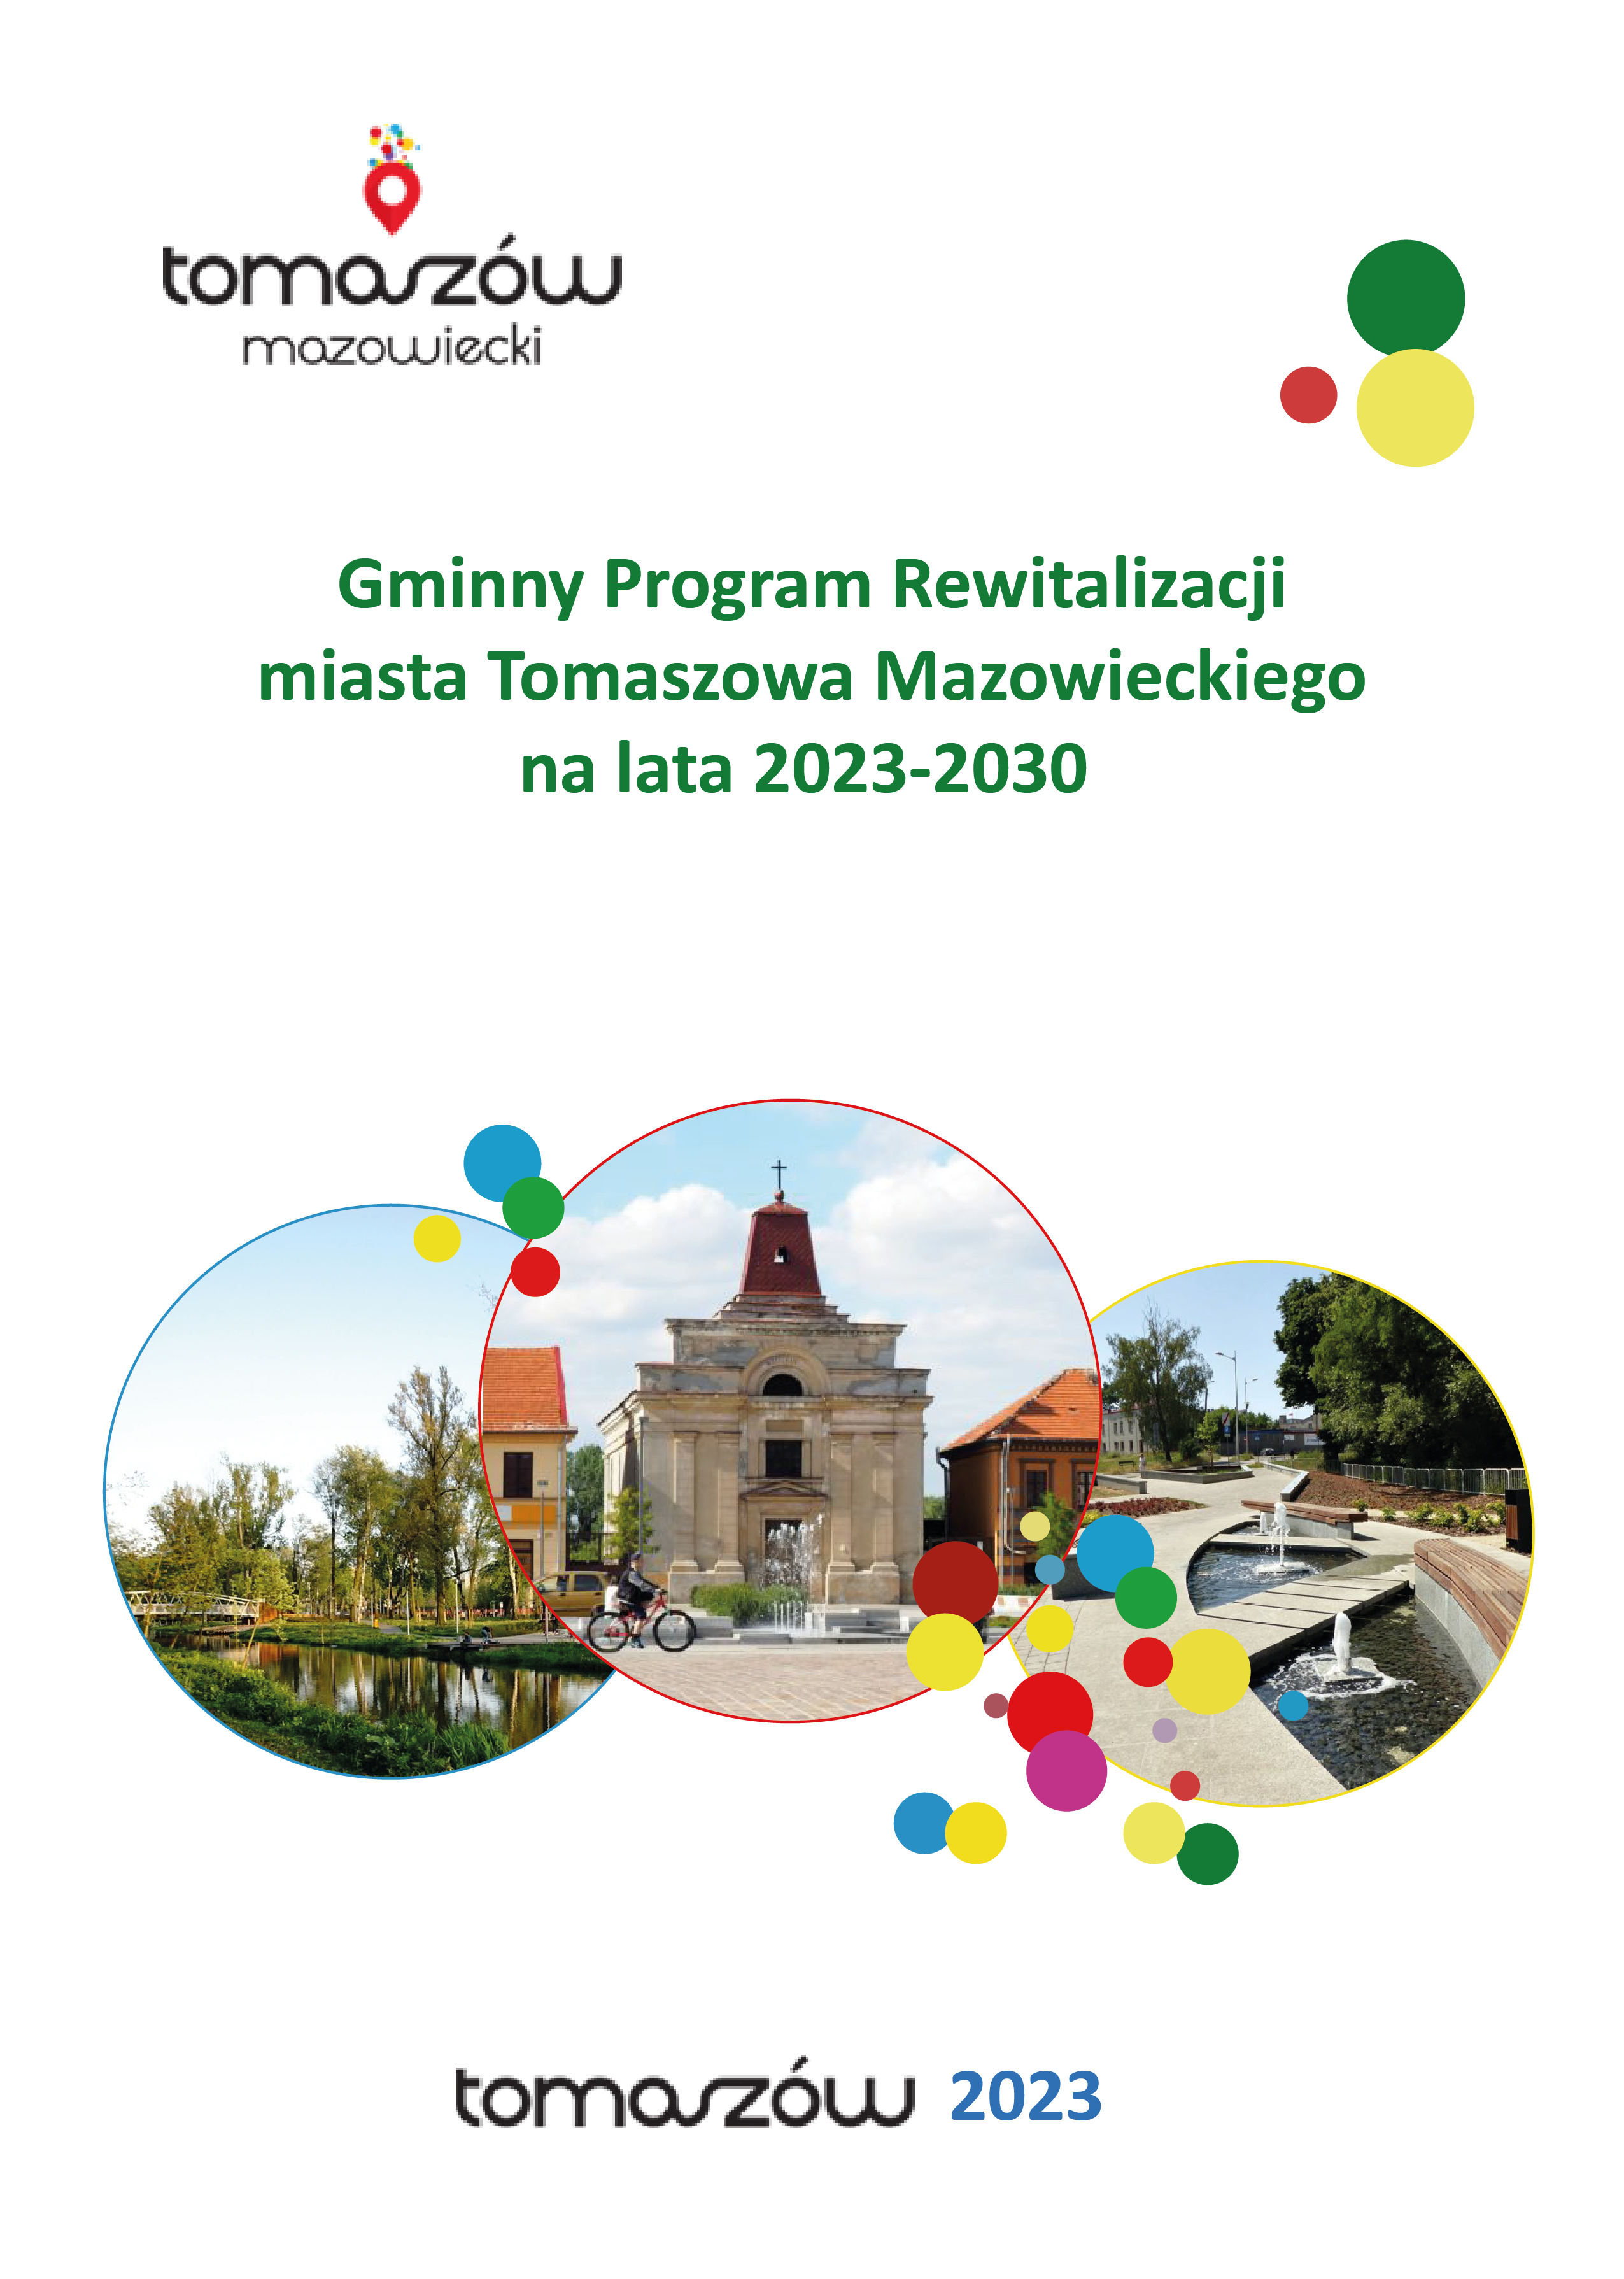 tomaszów
mazowiecki
Gminny Program Rewitalizacji
miasta Tomaszowa Mazowieckiego
na lata 2023-2030
tomaszów 2023